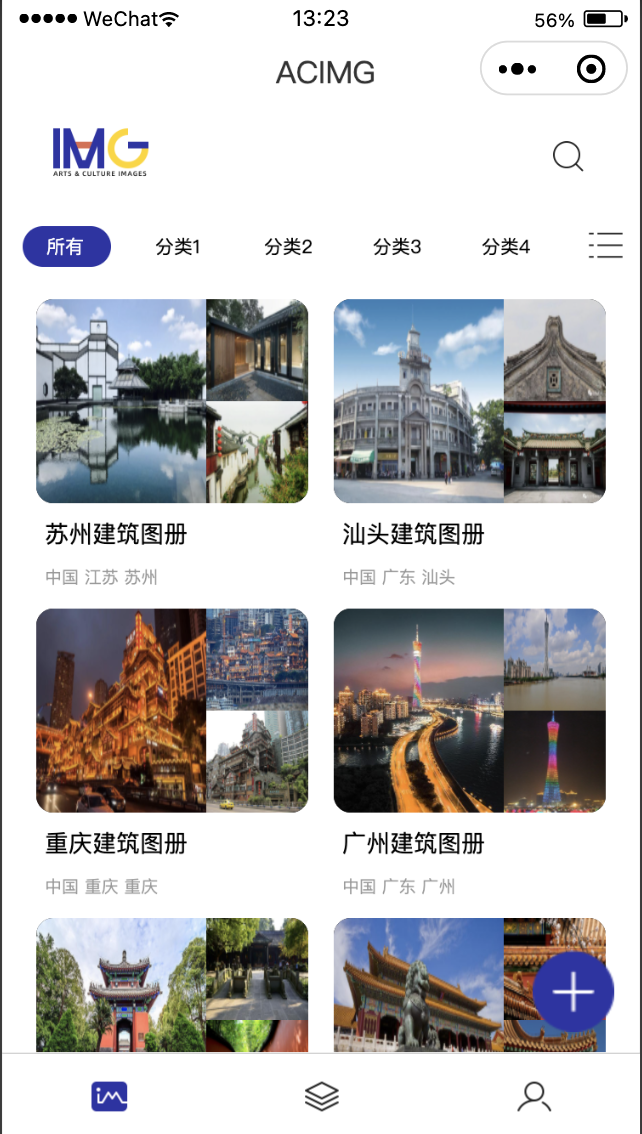 WeChat 13:23 56%
ACIMG
IMG
ARTS & CULTURE IMAGES
所有 分类1 分类2 分类3 分类4
苏州建筑图册 汕头建筑图册
中国 江苏 苏州 中国 广东 汕头
重庆建筑图册 广州建筑图册
中国 重庆 重庆 中国 广东 广州